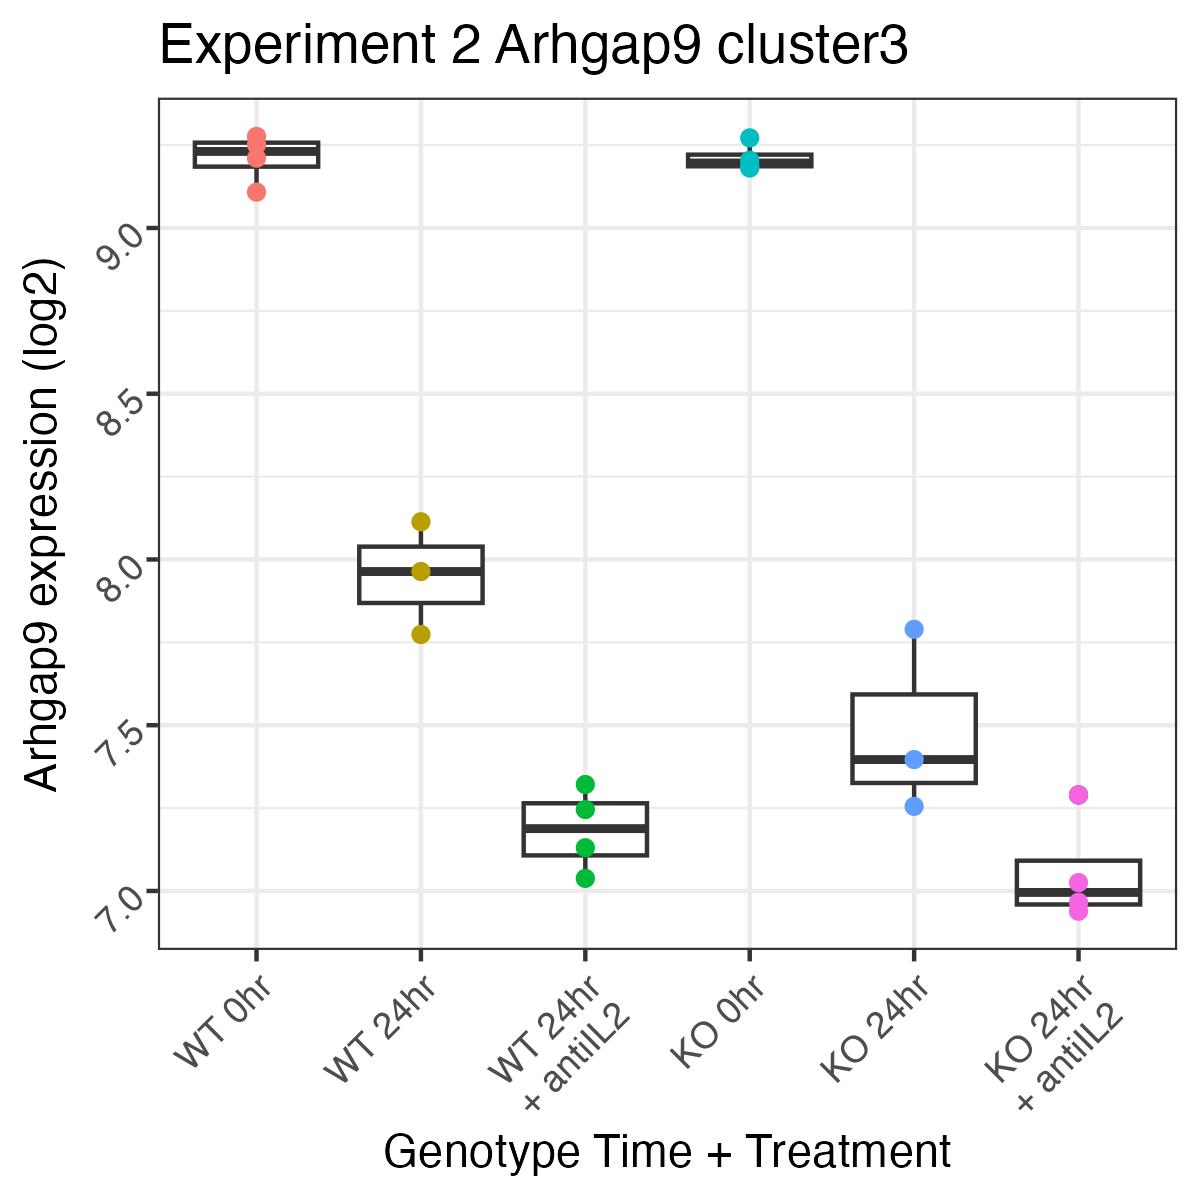 Experiment 2 Arhgap9 cluster3
Arhgap9 expression (log2)
9.0
8.5
8.0
7.5
7.0
WT 0hr
WT 24hr
WT 24hr
+ antiIL2
KO 0hr
KO 24hr
KO 24hr
+ antiIL2
Genotype Time + Treatment